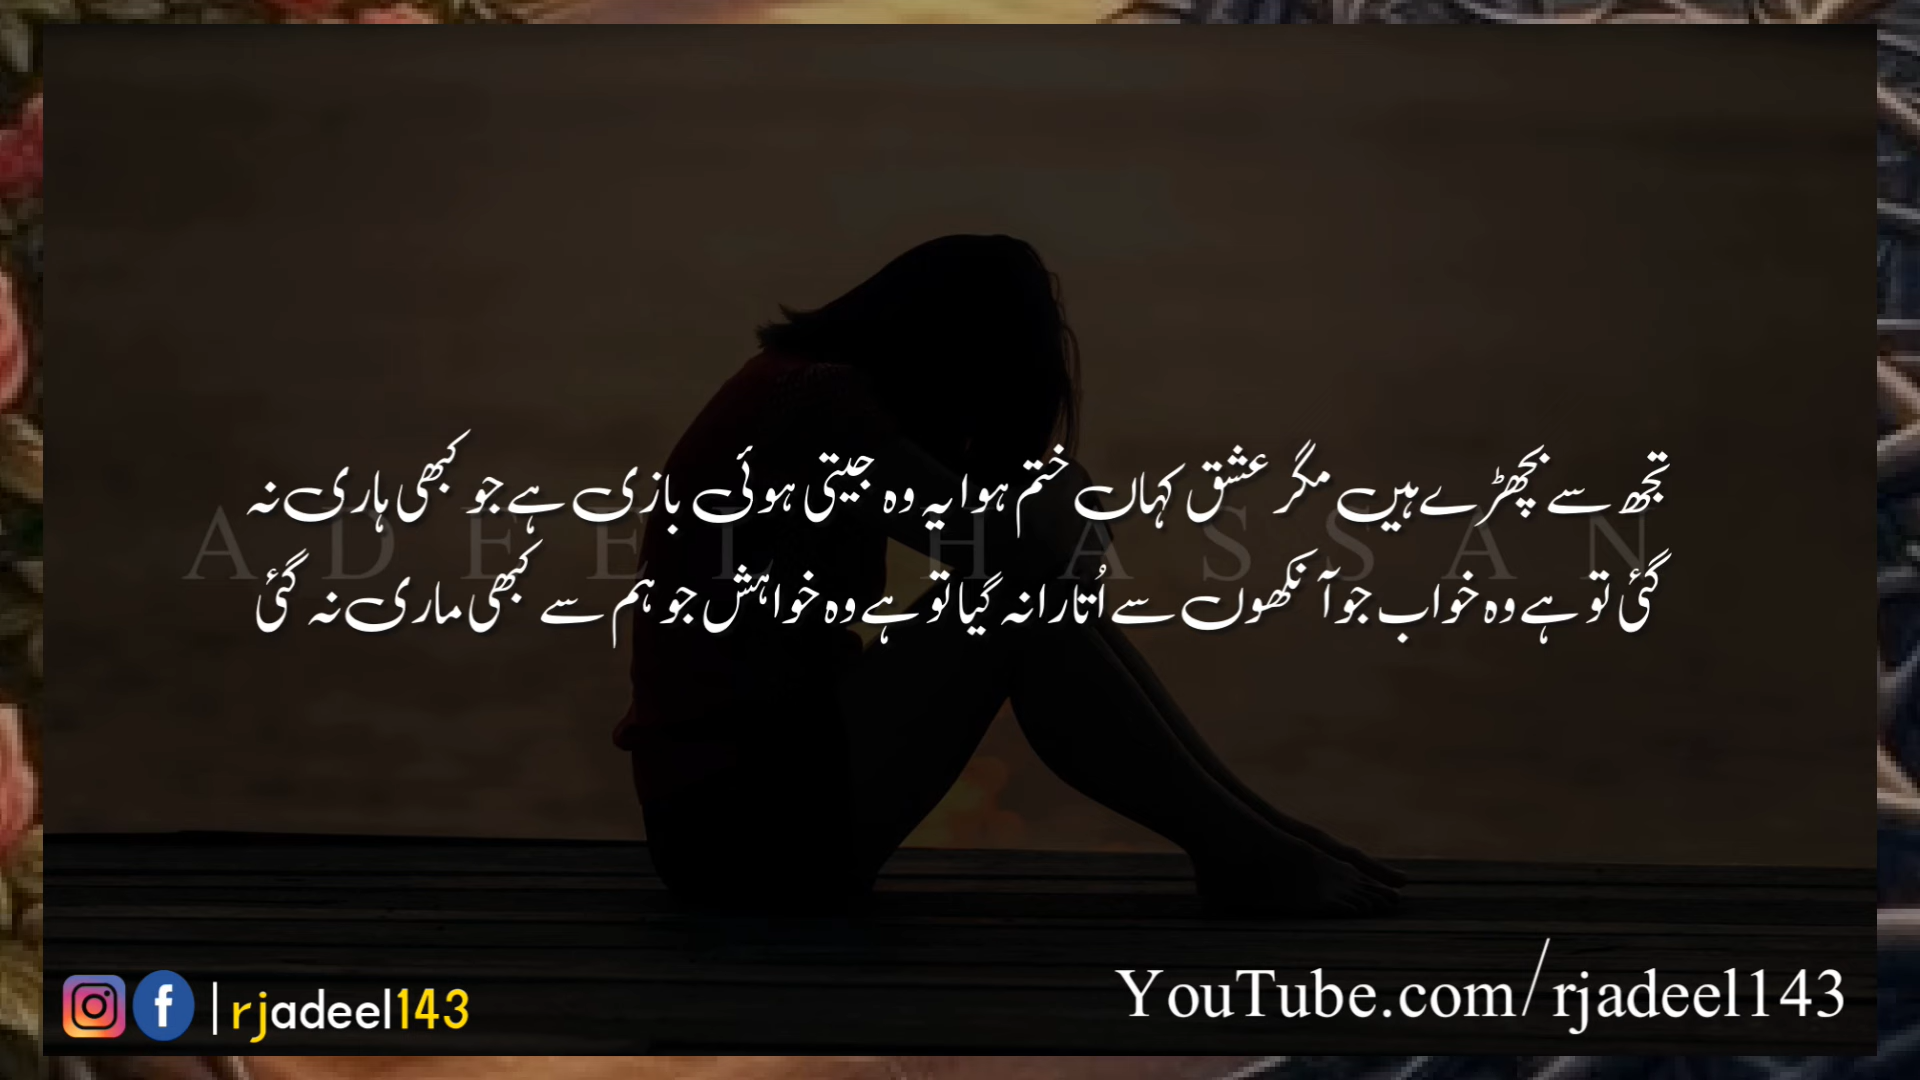 تجھ سے بچھڑے ہیں مگر عشق کہاں ختم ہوا یہ وہ جیتی ہوئی بازی ہے جو کبھی ہاری نہ
گئی تو ہے وہ خواب جو آنکھوں سے اُتارا نہ گیا تو ہے وہ خواہش جو ہم سے کبھی ماری نہ گئی
ADEEL HASSAN
| rjadeel143
YouTube.com/rjadeel143